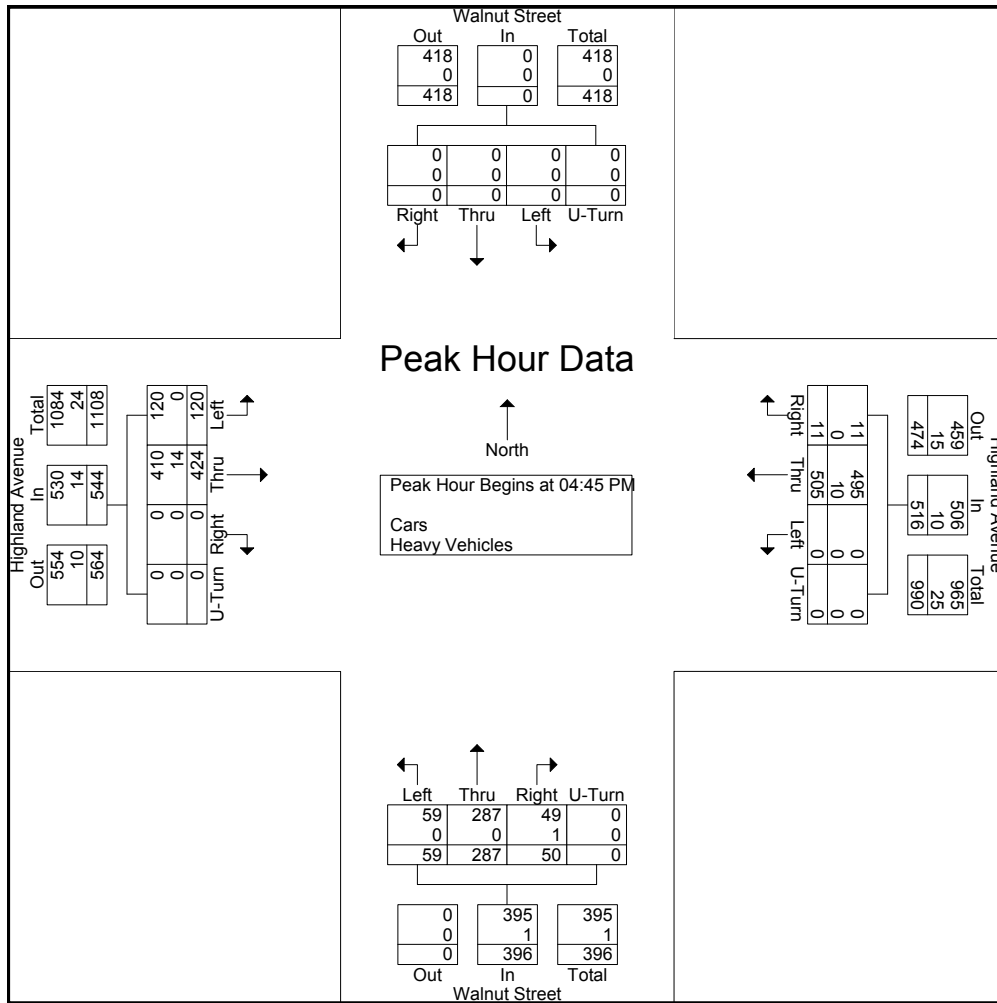 Walnut Street
Out In Total
418 0 418
0 0 0
418 0 418
0 0 0 0
0 0 0 0
0 0 0 0
Right Thru Left U-Turn
Peak Hour Data
North
Peak Hour Begins at 04:45 PM
Cars
Heavy Vehicles
Highland Avenue
Total In Out
1084 530 554
24 14 10
1108 544 564
120 410 0 0
0 14 0 0
120 424 0 0
Left Thru Right U-Turn
Highland Avenue
Out In Total
459 506 965
15 10 25
474 516 990
11 495 0 0
0 10 0 0
11 505 0 0
Right Thru Left U-Turn
Left Thru Right U-Turn
59 287 49 0
0 0 1 0
59 287 50 0
0 395 395
0 1 1
0 396 396
Out In Total
Walnut Street